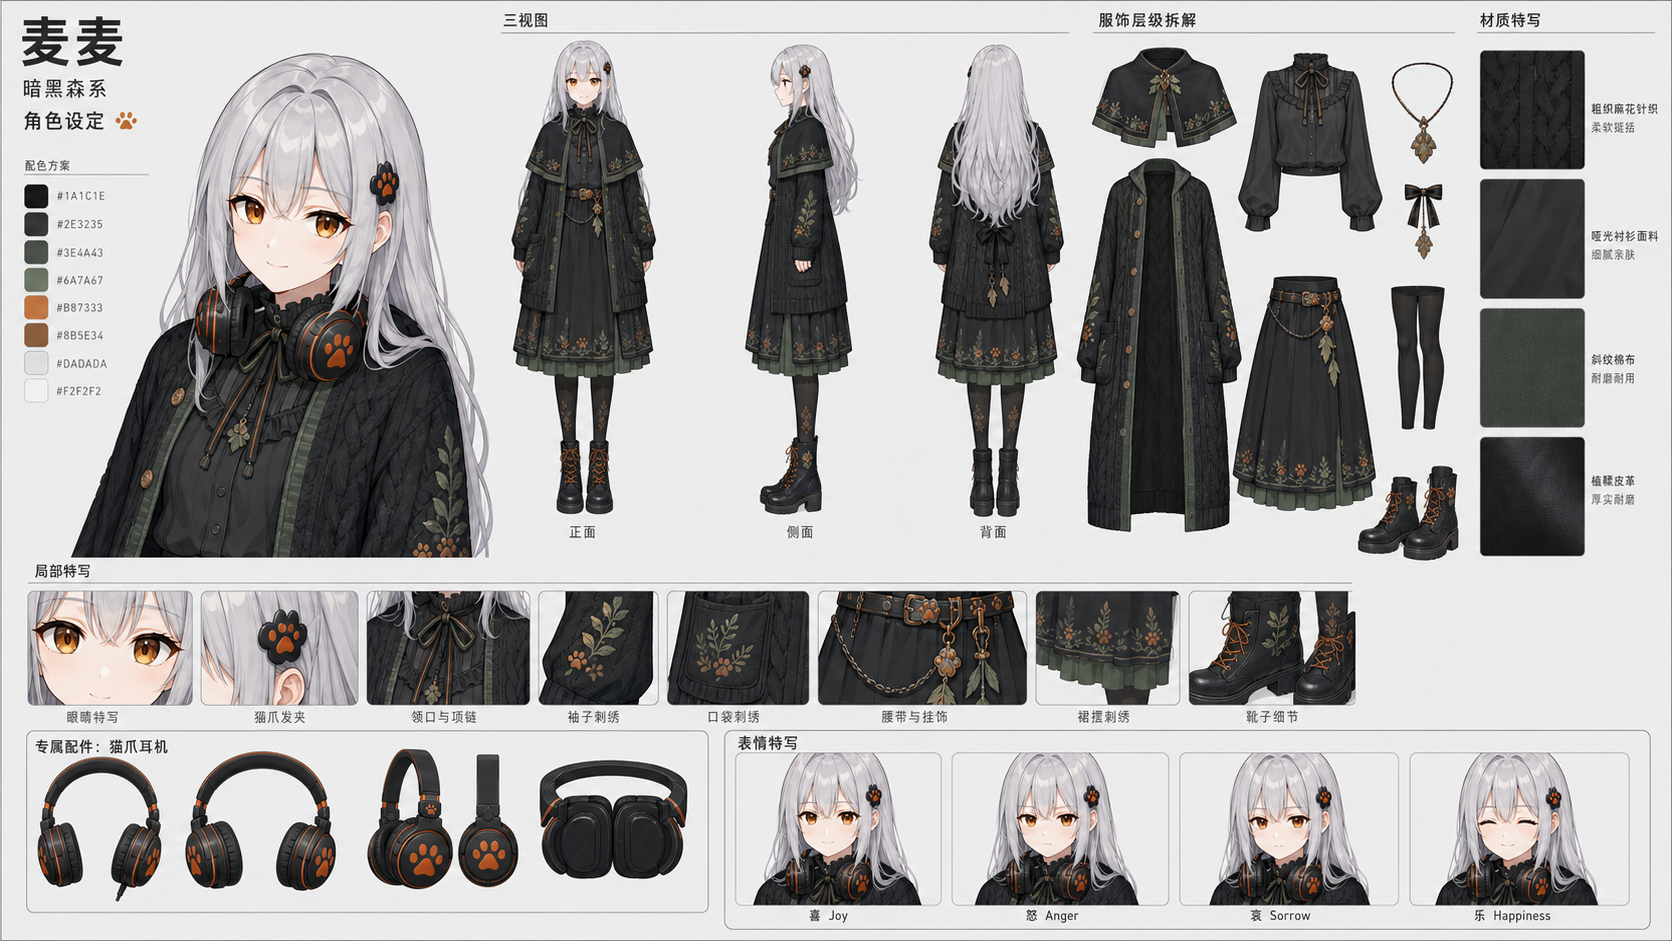 麦麦
暗黑森系
角色设定
配色方案
#1A1C1E
#2E3235
#3E4A43
#6A7A67
#B87333
#8B5E34
#DADADA
#F2F2F2
三视图
正面
侧面
背面
服饰层级拆解
材质特写
粗织麻花针织
柔软挺括
哑光衬衫面料
细腻亲肤
斜纹棉布
耐磨耐用
植鞣皮革
厚实耐磨
局部特写
眼睛特写
猫爪发夹
领口与项链
袖子刺绣
口袋刺绣
腰带与挂饰
裙摆刺绣
靴子细节
专属配件：猫爪耳机
表情特写
喜 Joy
怒 Anger
哀 Sorrow
乐 Happiness